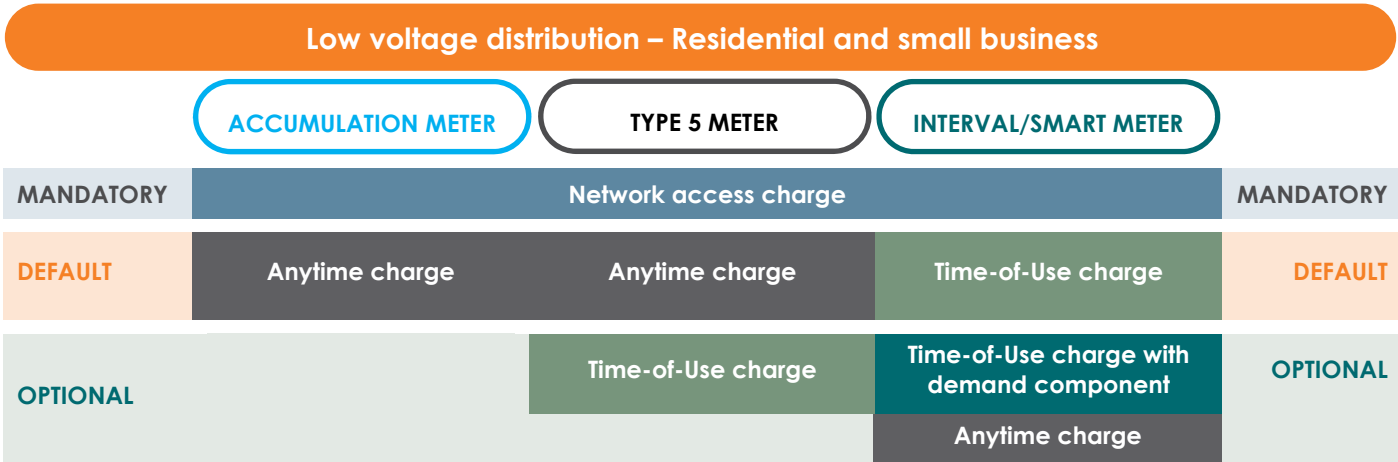 Low voltage distribution – Residential and small business
ACCUMULATION METER
TYPE 5 METER
INTERVAL/SMART METER
MANDATORY
Network access charge
MANDATORY
DEFAULT
Anytime charge
Anytime charge
Time-of-Use charge
DEFAULT
OPTIONAL
Time-of-Use charge
Time-of-Use charge with
demand component
OPTIONAL
Anytime charge